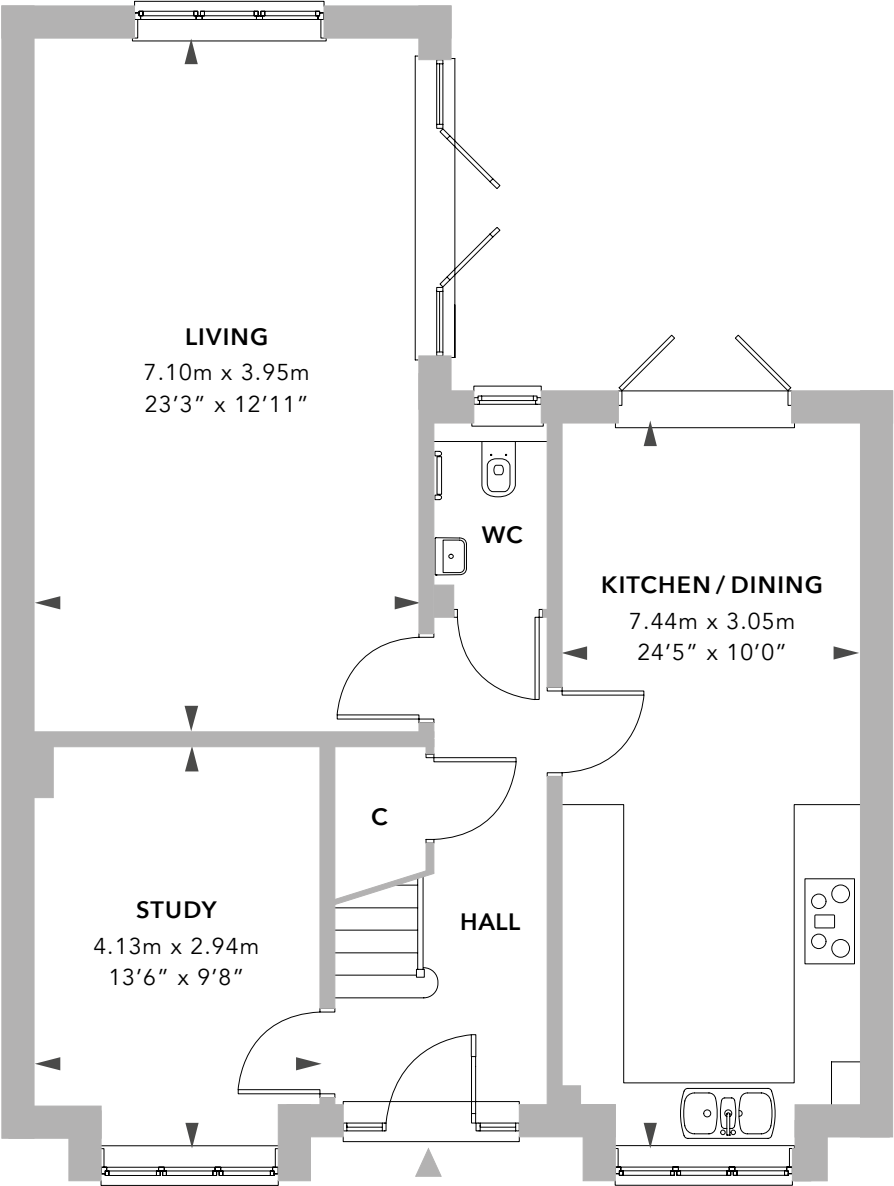 LIVING
7.10m x 3.95m
23’3” x 12’11”
WC
KITCHEN / DINING
7.44m x 3.05m
24’5” x 10’0”
C
STUDY
4.13m x 2.94m
13’6” x 9’8”
HALL